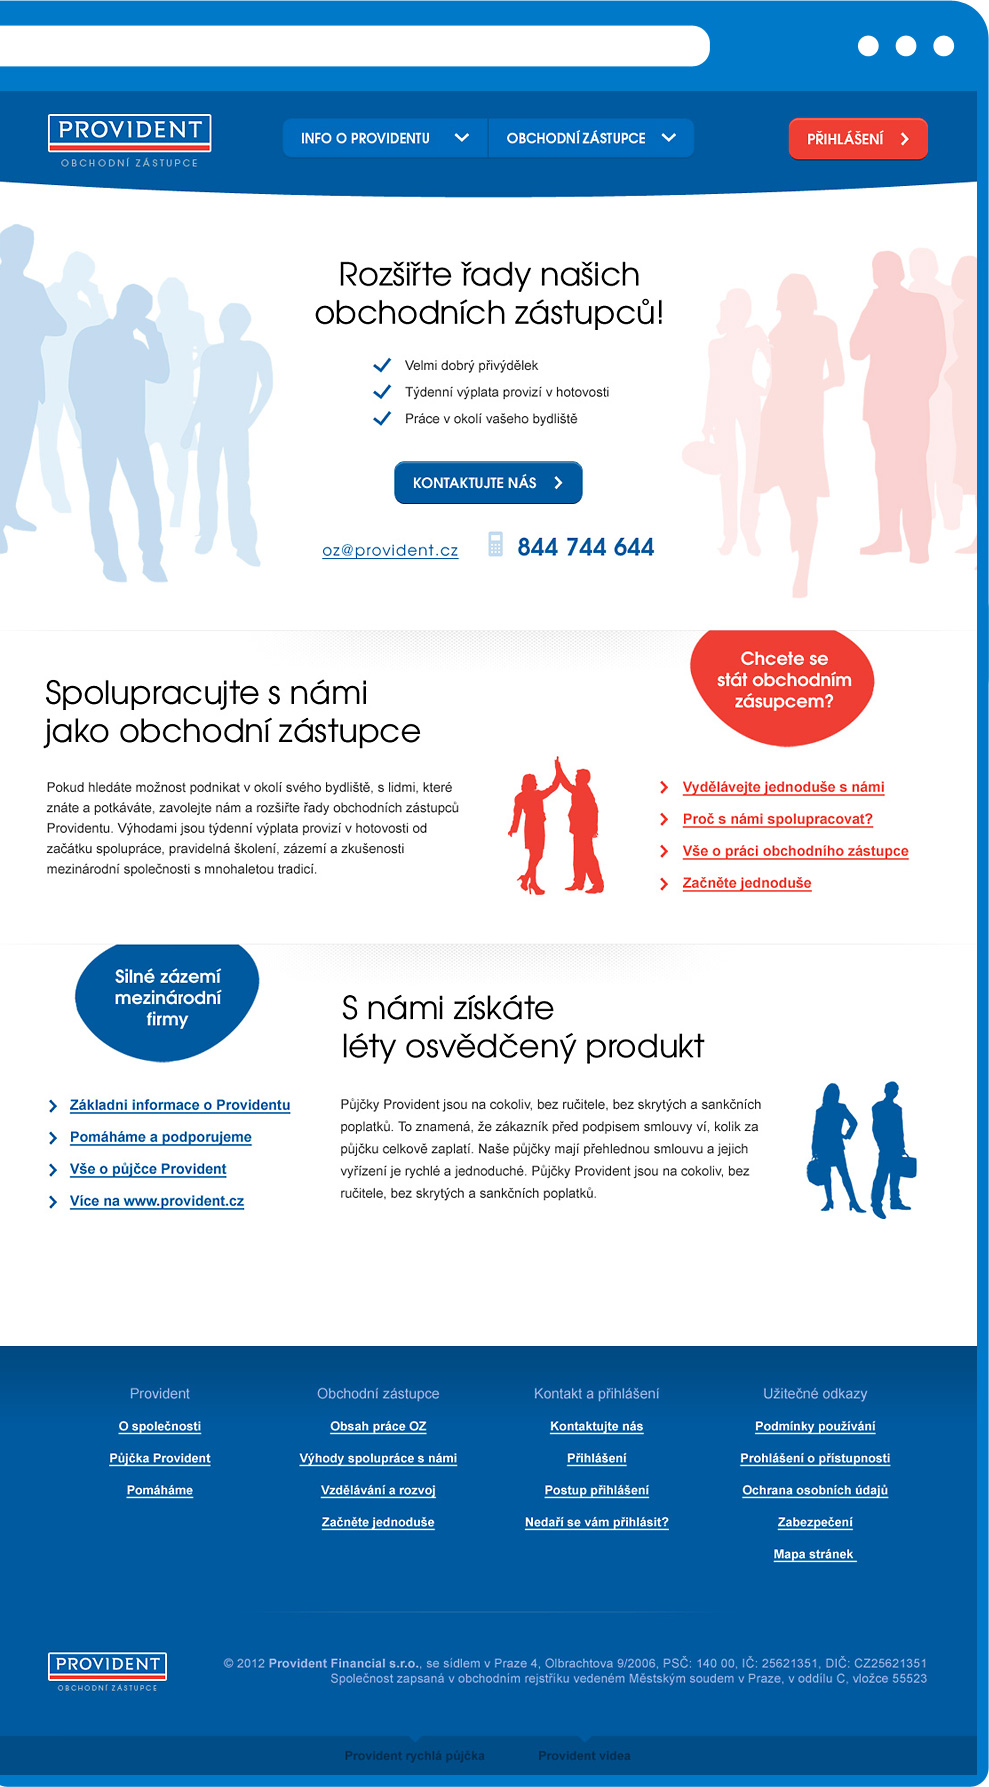 PROVIDENT
OBCHODNÍ ZÁSTUPCE
INFO O PROVIDENTU
OBCHODNÍ ZÁSTUPCE
PŘIHLÁŠENÍ
Rozšiřte řady našich
obchodních zástupců!
Velmi dobrý přivýdělek
Týdenní výplata provizí v hotovosti
Práce v okolí vašeho bydliště
KONTAKTUJTE NÁS
oz@provident.cz
844 744 644
Spolupracujte s námi
jako obchodní zástupce
Pokud hledáte možnost podnikat v okolí svého bydliště, s lidmi, které
znáte a potkáváte, zavolejte nám a rozšiřte řady obchodních zástupců
Providentu. Výhodami jsou týdenní výplata provizí v hotovosti od
začátku spolupráce, pravidelná školení, zázemí a zkušenosti
mezinárodní společnosti s mnohaletou tradicí.
Chcete se
stát obchodním
zásupcem?
Vydělávejte jednoduše s námi
Proč s námi spolupracovat?
Vše o práci obchodního zástupce
Začněte jednoduše
Silné zázemí
mezinárodní
firmy
Základni informace o Providentu
Pomáháme a podporujeme
Vše o půjčce Provident
Více na www.provident.cz
S námi získáte
léty osvědčený produkt
Půjčky Provident jsou na cokoliv, bez ručitele, bez skrytých a sankčních
poplatků. To znamená, že zákazník před podpisem smlouvy ví, kolik za
půjčku celkově zaplatí. Naše půjčky mají přehlednou smlouvu a jejich
vyřízení je rychlé a jednoduché. Půjčky Provident jsou na cokoliv, bez
ručitele, bez skrytých a sankčních poplatků.
Provident
O společnosti
Půjčka Provident
Pomáháme
Obchodní zástupce
Obsah práce OZ
Výhody spolupráce s námi
Vzdělávání a rozvoj
Začněte jednoduše
Kontakt a přihlášení
Kontaktujte nás
Přihlášení
Postup přihlášení
Nedaří se vám přihlásit?
Užitečné odkazy
Podmínky používání
Prohlášení o přístupnosti
Ochrana osobních údajů
Zabezpečení
Mapa stránek
PROVIDENT
OBCHODNÍ ZÁSTUPCE
© 2012 Provident Financial s.r.o., se sidlem v Praze 4, Olbrachtova 9/2006, PSČ: 140 00, IČ: 25621351, DIČ: CZ25621351
Společnost zapsaná v obchodním rejstříku vedeném Městským soudem v Praze, v oddílu C, vložce 55523
Provident rychlá půjčka
Provident videa